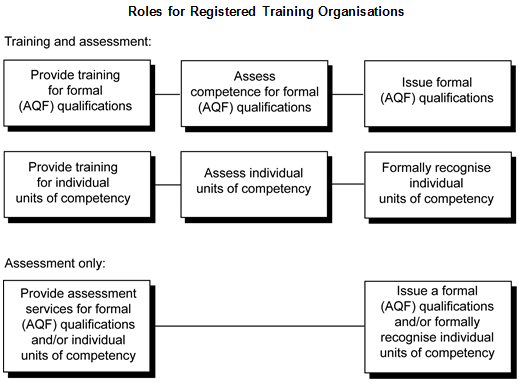 Roles for Registered Training Organisations
Training and assessment:
Provide training
for formal
(AQF) qualifications
Assess
competence for formal
(AQF) qualifications
Issue formal
(AQF) qualifications
Provide training
for individual
units of competency
Assess individual
units of competency
Formally recognise
individual
units of competency
Assessment only:
Provide assessment
services for formal
(AQF) qualifications
and/or individual
units of competency
Issue a formal
(AQF) qualifications
and/or formally
recognise individual
units of competency